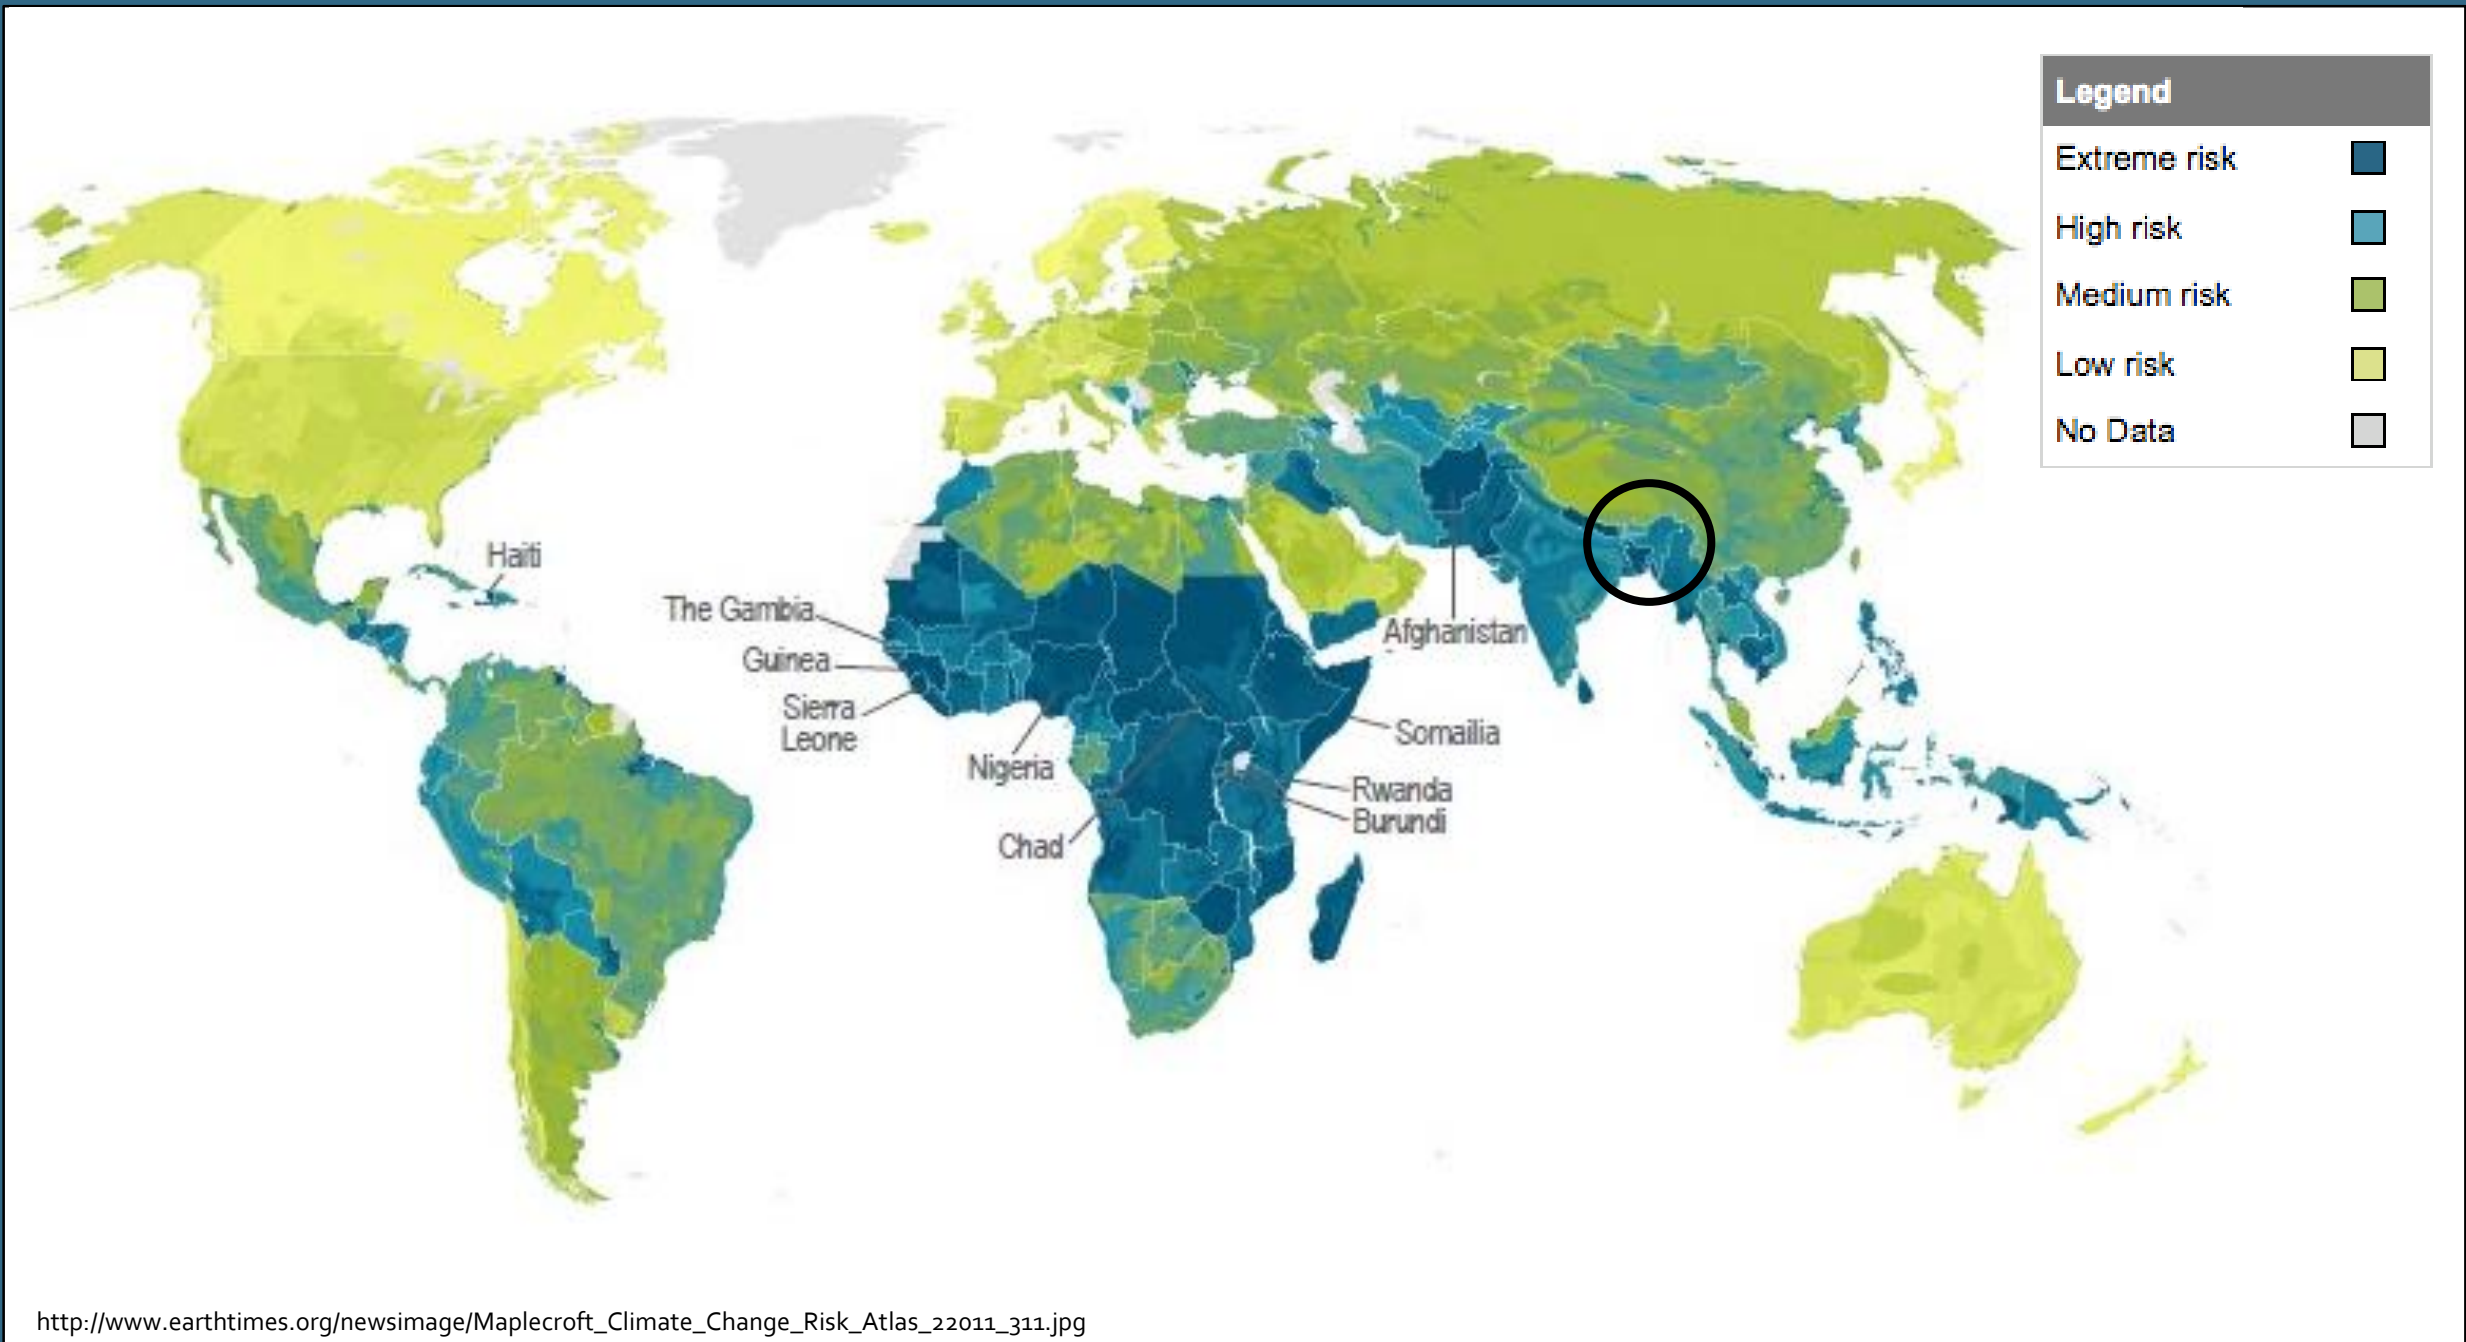 Legend
Extreme risk
High risk
Medium risk
Low risk
No Data
Haiti
The Gambia
Guinea
Sierra
Leone
Nigeria
Chad
Afghanistan
Somailia
Rwanda
Burundi
http://www.earthtimes.org/newsimage/Maplecroft_Climate_Change_Risk_Atlas_22011_311.jpg